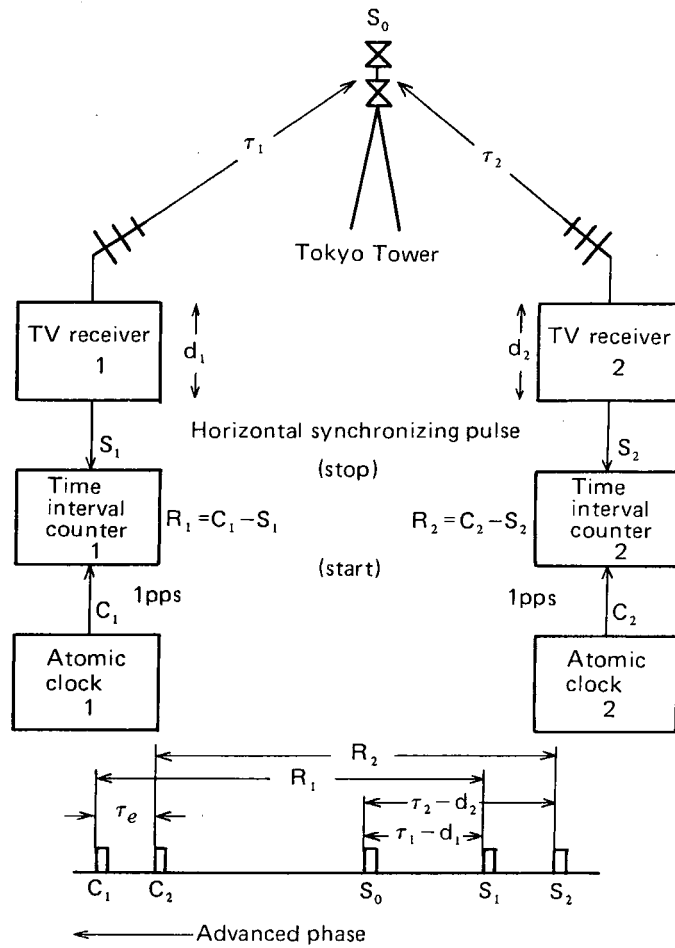 S₀
τ₁
τ₂
Tokyo Tower
TV receiver
1
d₁
d₂
TV receiver
2
Horizontal synchronizing pulse
S₁
S₂
(stop)
Time
interval
counter
1
R₁=C₁−S₁
R₂=C₂−S₂
Time
interval
counter
2
(start)
1pps
1pps
C₁
C₂
Atomic
clock
1
Atomic
clock
2
R₂
R₁
τₑ
τ₂−d₂
τ₁−d₁
C₁
C₂
S₀
S₁
S₂
Advanced phase